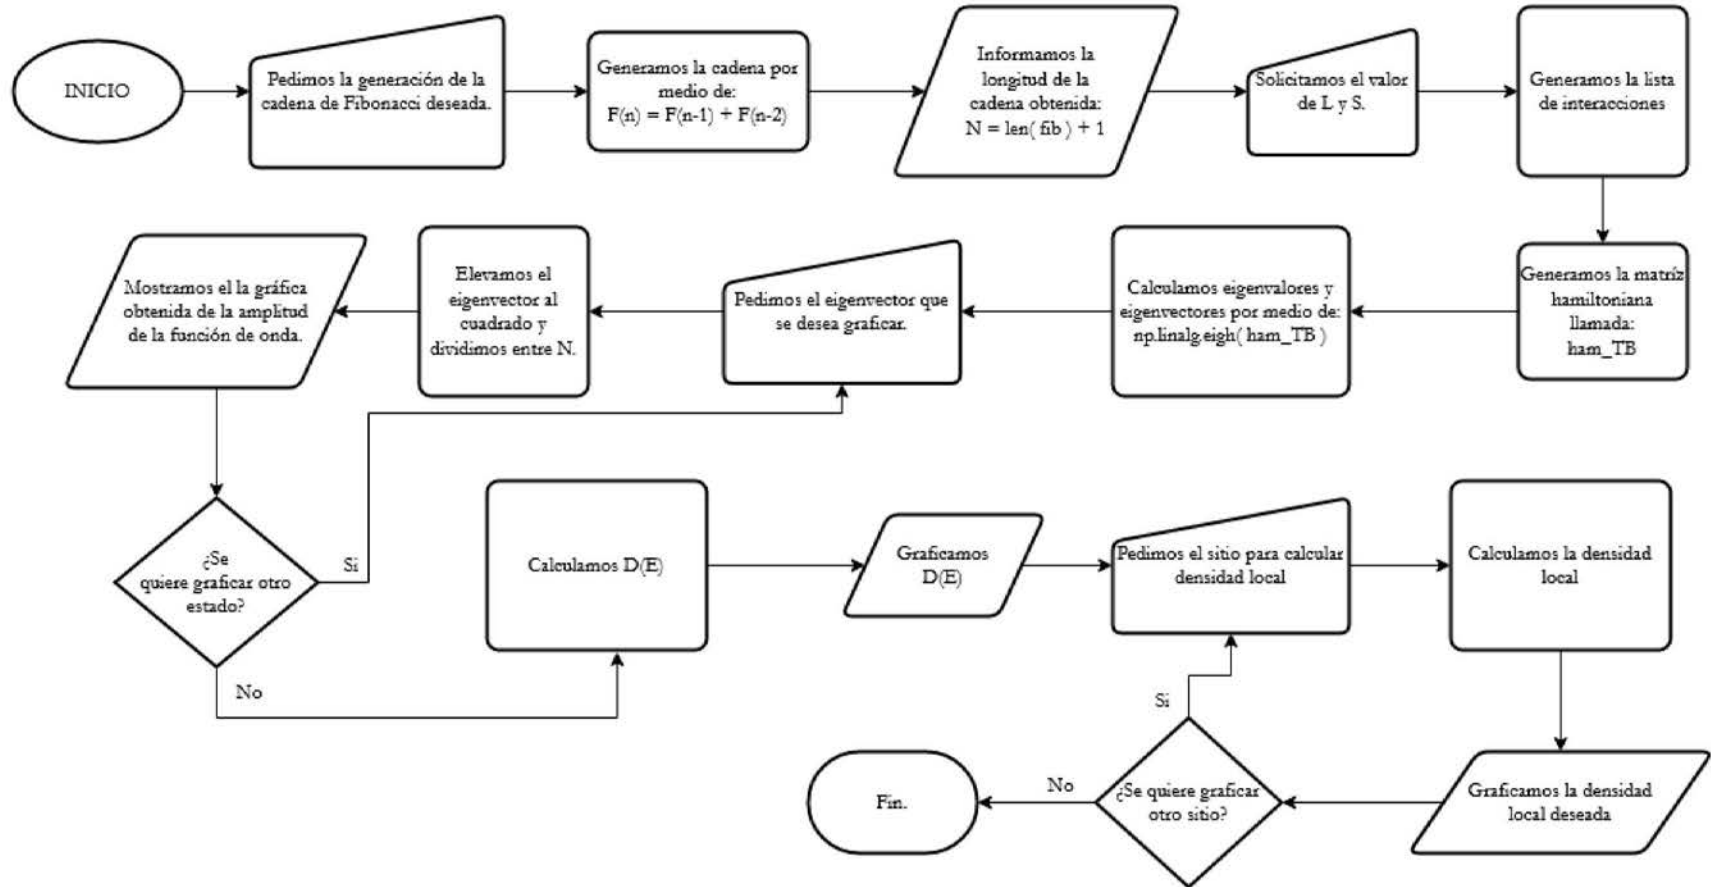 INICIO
Pedimos la generación de la
cadena de Fibonacci deseada.
Generamos la cadena por
medio de:
F(n) = F(n-1) + F(n-2)
Informamos la
longitud de la
cadena obtenida:
N = len( fib ) + 1
Solicitamos el valor
de L y S.
Generamos la lista
de interacciones
Generamos la matríz
hamiltoniana
llamada:
ham_TB
Calculamos eigenvalores y
eigenvectores por medio de:
np.linalg.eigh( ham_TB )
Pedimos el eigenvector que
se desea graficar.
Elevamos el
eigenvector al
cuadrado y
dividimos entre N.
Mostramos el la gráfica
obtenida de la amplitud
de la función de onda.
¿Se
quiere graficar otro
estado?
Si
No
Calculamos D(E)
Graficamos
D(E)
Pedimos el sitio para calcular
densidad local
Calculamos la densidad
local
Graficamos la densidad
local deseada
¿Se quiere graficar
otro sitio?
Si
No
Fin.